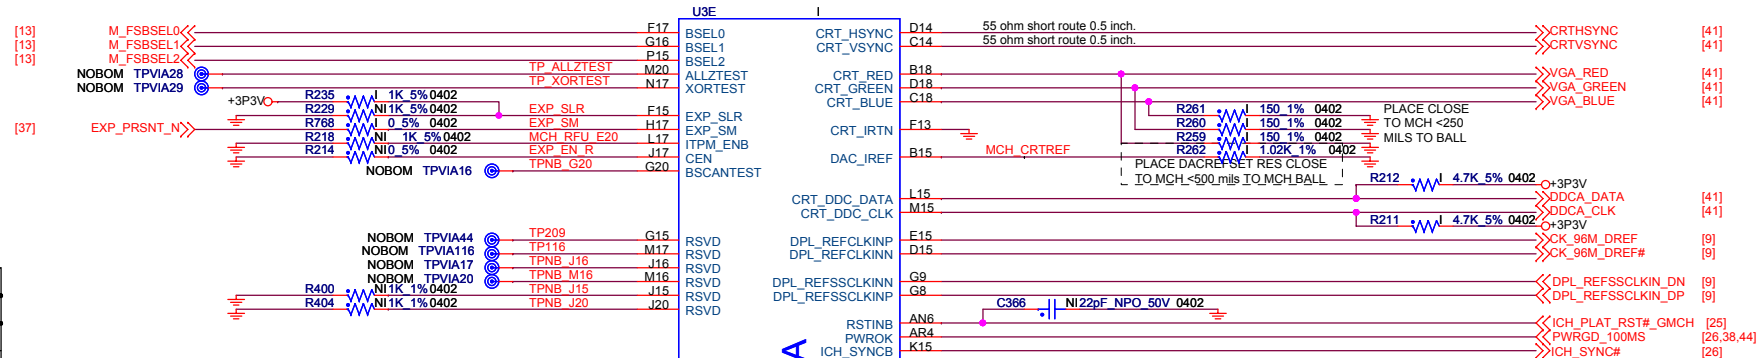 U3E I
[13] M_FSBSEL0 F17 BSEL0 CRT_HSYNC D14 55 ohm short route 0.5 inch. CRTHSYNC [41]
[13] M_FSBSEL1 G16 BSEL1 CRT_VSYNC C14 55 ohm short route 0.5 inch. CRTVSYNC [41]
[13] M_FSBSEL2 P15 BSEL2
NOBOM TPVIA28 TP_ALLZTEST M20 ALLZTEST CRT_RED B18 VGA_RED [41]
NOBOM TPVIA29 TP_XORTEST N17 XORTEST CRT_GREEN D18 VGA_GREEN [41]
+3P3V R235 I 1K_5% 0402 CRT_BLUE C18 VGA_BLUE [41]
R229 NI 1K_5% 0402 EXP_SLR F15 EXP_SLR R261 I 150_1% 0402 PLACE CLOSE
[37] EXP_PRSNT_N R768 I 0_5% 0402 EXP_SM H17 EXP_SM CRT_IRTN F13 R260 I 150_1% 0402 TO MCH <250
R218 NI 1K_5% 0402 MCH_RFU_E20 L17 ITPM_ENB R259 I 150_1% 0402 MILS TO BALL
R214 NI 0_5% 0402 EXP_EN_R J17 CEN DAC_IREF B15 MCH_CRTREF R262 I 1.02K_1% 0402
NOBOM TPVIA16 TPNB_G20 G20 BSCANTEST PLACE DACREFSET RES CLOSE
TO MCH <500 mils TO MCH BALL
R212 I 4.7K_5% 0402 +3P3V
CRT_DDC_DATA L15 DDCA_DATA [41]
CRT_DDC_CLK M15 DDCA_CLK [41]
R211 I 4.7K_5% 0402 +3P3V
NOBOM TPVIA44 TP209 G15 RSVD DPL_REFCLKINP E15 CK_96M_DREF [9]
NOBOM TPVIA116 TP116 M17 RSVD DPL_REFCLKINN D15 CK_96M_DREF# [9]
NOBOM TPVIA17 TPNB_J16 J16 RSVD
NOBOM TPVIA20 TPNB_M16 M16 RSVD DPL_REFSSCLKINN G9 DPL_REFSSCLKIN_DN [9]
R400 NI 1K_1% 0402 TPNB_J15 J15 RSVD DPL_REFSSCLKINP G8 DPL_REFSSCLKIN_DP [9]
R404 NI 1K_1% 0402 TPNB_J20 J20 RSVD C366 NI 22pF_NPO_50V 0402
RSTINB AN6 ICH_PLAT_RST#_GMCH [25]
PWROK AR4 PWRGD_100MS [26,38,44]
A ICH_SYNCB K15 ICH_SYNC# [26]